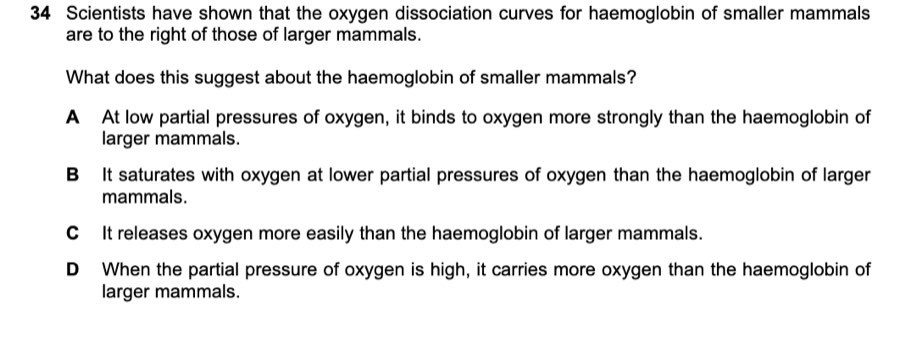 34 Scientists have shown that the oxygen dissociation curves for haemoglobin of smaller mammals
are to the right of those of larger mammals.
What does this suggest about the haemoglobin of smaller mammals?
A At low partial pressures of oxygen, it binds to oxygen more strongly than the haemoglobin of
larger mammals.
B It saturates with oxygen at lower partial pressures of oxygen than the haemoglobin of larger
mammals.
C It releases oxygen more easily than the haemoglobin of larger mammals.
D When the partial pressure of oxygen is high, it carries more oxygen than the haemoglobin of
larger mammals.